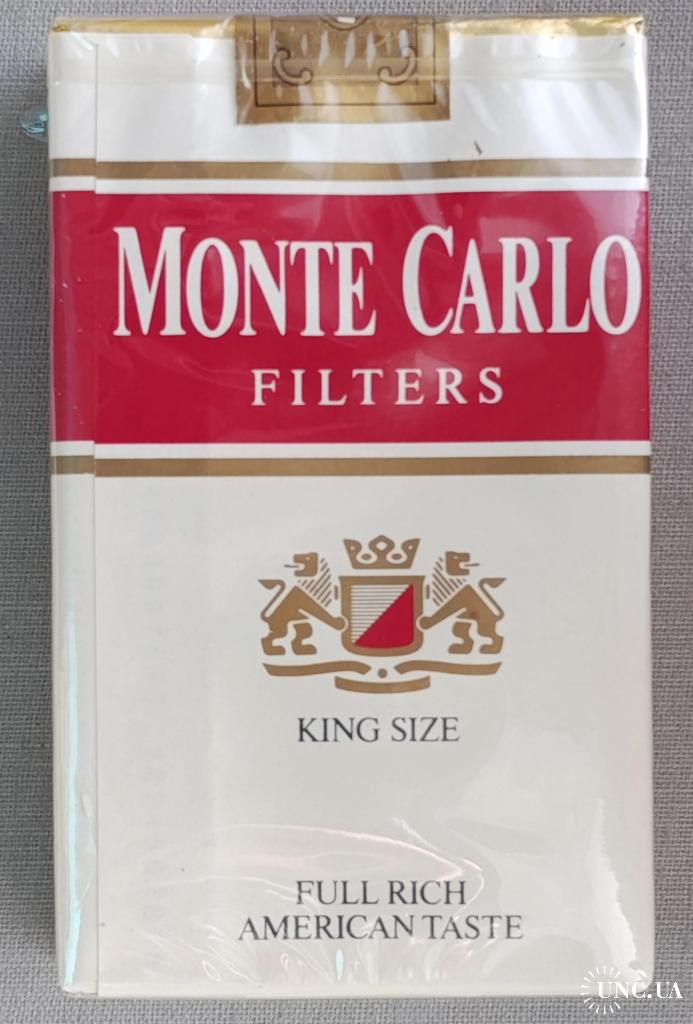 MONTE CARLO
FILTERS
KING SIZE
FULL RICH
AMERICAN TASTE
UNC.UA